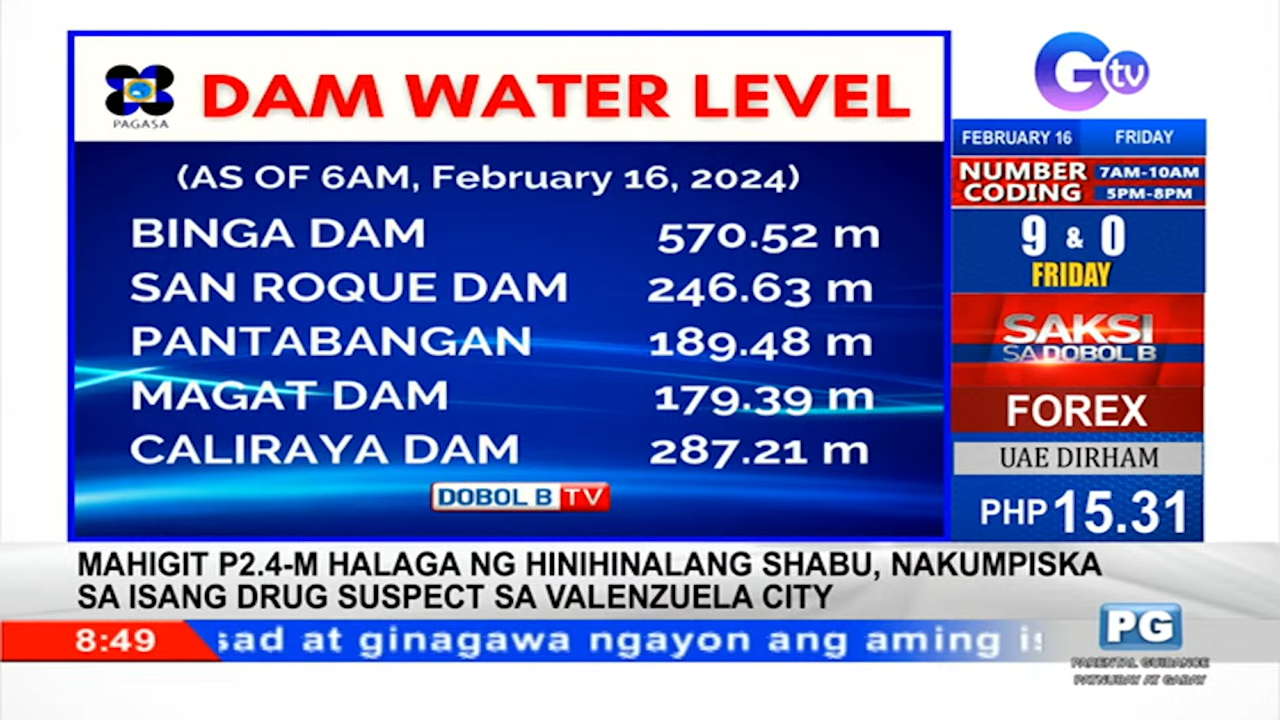 PAGASA
DAM WATER LEVEL
(AS OF 6AM, February 16, 2024)
BINGA DAM 570.52 m
SAN ROQUE DAM 246.63 m
PANTABANGAN 189.48 m
MAGAT DAM 179.39 m
CALIRAYA DAM 287.21 m
DOBOL B TV
Gtv
FEBRUARY 16 FRIDAY
NUMBER CODING 7AM-10AM 5PM-8PM
9 & 0
FRIDAY
SAKSI
SA DOBOL B
FOREX
UAE DIRHAM
PHP 15.31
MAHIGIT P2.4-M HALAGA NG HINIHINALANG SHABU, NAKUMPISKA
SA ISANG DRUG SUSPECT SA VALENZUELA CITY
8:49 sad at ginagawa ngayon ang aming is
PG
PARENTAL GUIDANCE
PATNUBAY AT GABAY